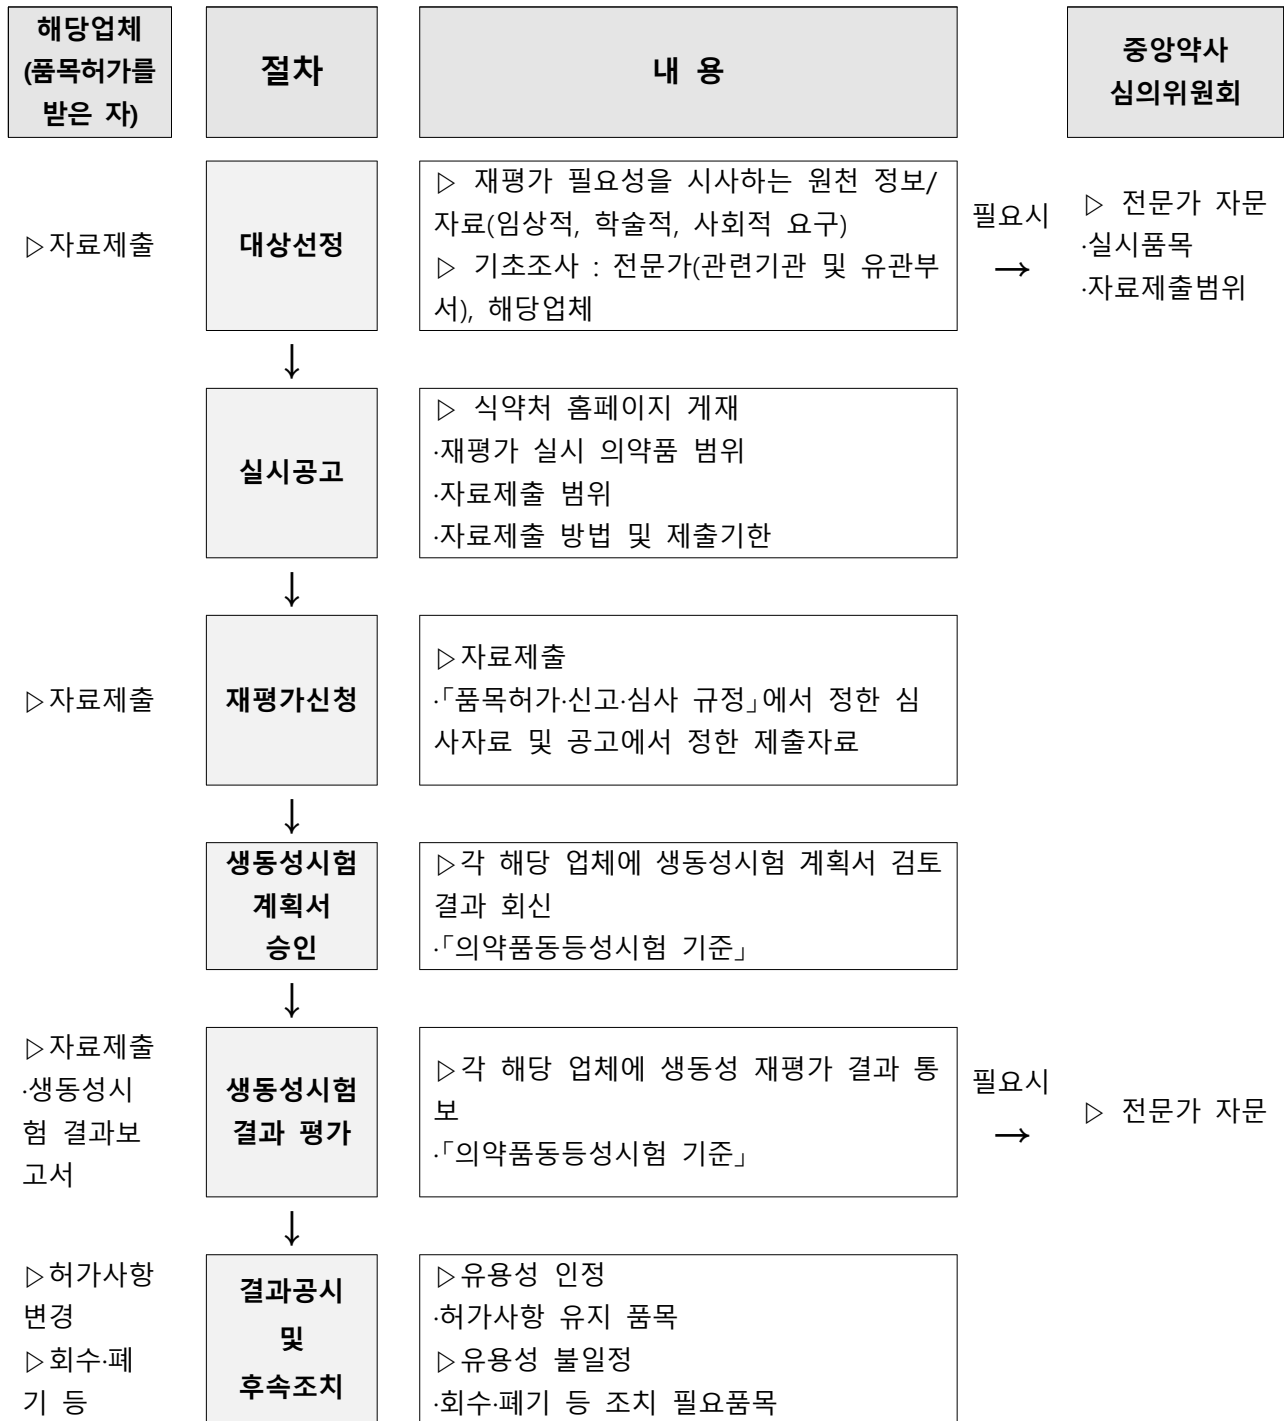 해당업체
(품목허가를
받은 자)
절차
내 용
중앙약사
심의위원회
▷자료제출
대상선정
▷ 재평가 필요성을 시사하는 원천 정보/
자료(임상적, 학술적, 사회적 요구)
▷ 기초조사 : 전문가(관련기관 및 유관부
서), 해당업체
필요시
→
▷ 전문가 자문
·실시품목
·자료제출범위
↓
실시공고
▷ 식약처 홈페이지 게재
·재평가 실시 의약품 범위
·자료제출 범위
·자료제출 방법 및 제출기한
↓
▷자료제출
재평가신청
▷자료제출
·「품목허가·신고·심사 규정」에서 정한 심
사자료 및 공고에서 정한 제출자료
↓
생동성시험
계획서
승인
▷각 해당 업체에 생동성시험 계획서 검토
결과 회신
·「의약품동등성시험 기준」
↓
▷자료제출
·생동성시
험 결과보
고서
생동성시험
결과 평가
▷각 해당 업체에 생동성 재평가 결과 통
보
·「의약품동등성시험 기준」
필요시
→
▷ 전문가 자문
↓
▷허가사항
변경
▷회수·폐
기 등
결과공시
및
후속조치
▷유용성 인정
·허가사항 유지 품목
▷유용성 불일정
·회수·폐기 등 조치 필요품목